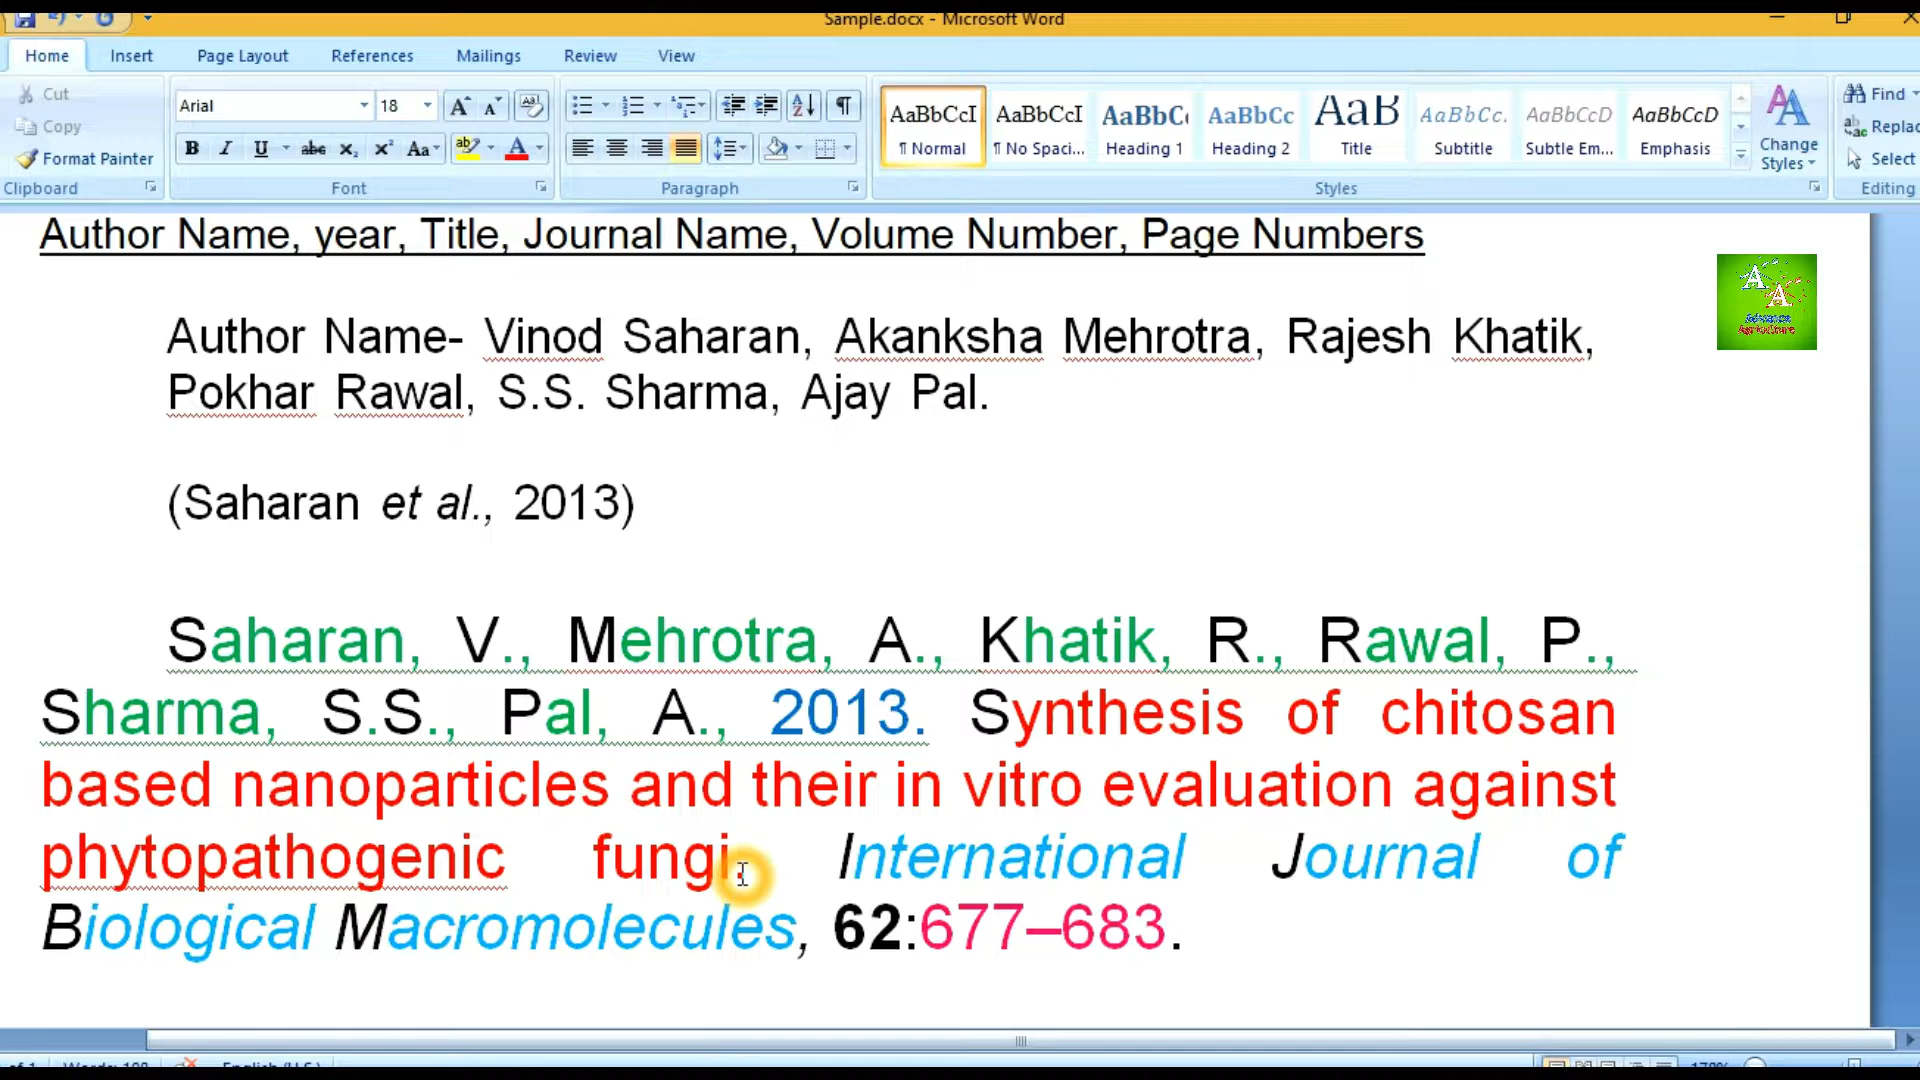 Sample.docx - Microsoft Word
Home Insert Page Layout References Mailings Review View
Cut
Copy
Format Painter
Clipboard
Arial 18
Font
Paragraph
AaBbCcI AaBbCcI AaBbC AaBbCc AaB AaBbCc. AaBbCcD AaBbCcD
¶ Normal ¶ No Spaci... Heading 1 Heading 2 Title Subtitle Subtle Em... Emphasis
Change
Styles
Styles
Find
Replac
Select
Editing
Author Name, year, Title, Journal Name, Volume Number, Page Numbers
Advance
Agriculture
Author Name- Vinod Saharan, Akanksha Mehrotra, Rajesh Khatik,
Pokhar Rawal, S.S. Sharma, Ajay Pal.
(Saharan et al., 2013)
Saharan, V., Mehrotra, A., Khatik, R., Rawal, P.,
Sharma, S.S., Pal, A., 2013. Synthesis of chitosan
based nanoparticles and their in vitro evaluation against
phytopathogenic fungi. International Journal of
Biological Macromolecules, 62:677–683.